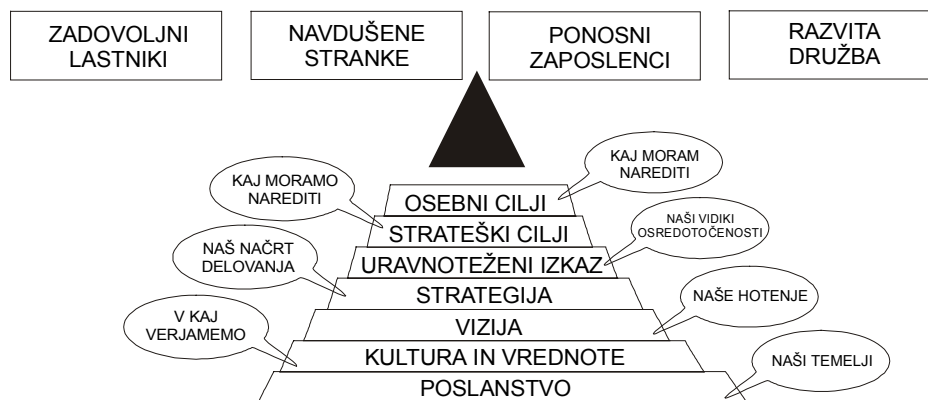 ZADOVOLJNI
LASTNIKI
NAVDUŠENE
STRANKE
PONOSNI
ZAPOSLENCI
RAZVITA
DRUŽBA
KAJ MORAM
NAREDITI
KAJ MORAMO
NAREDITI
OSEBNI CILJI
NAŠI VIDIKI
OSREDOTOČENOSTI
STRATEŠKI CILJI
NAŠ NAČRT
DELOVANJA
URAVNOTEŽENI IZKAZ
STRATEGIJA
NAŠE HOTENJE
V KAJ
VERJAMEMO
VIZIJA
KULTURA IN VREDNOTE
NAŠI TEMELJI
POSLANSTVO